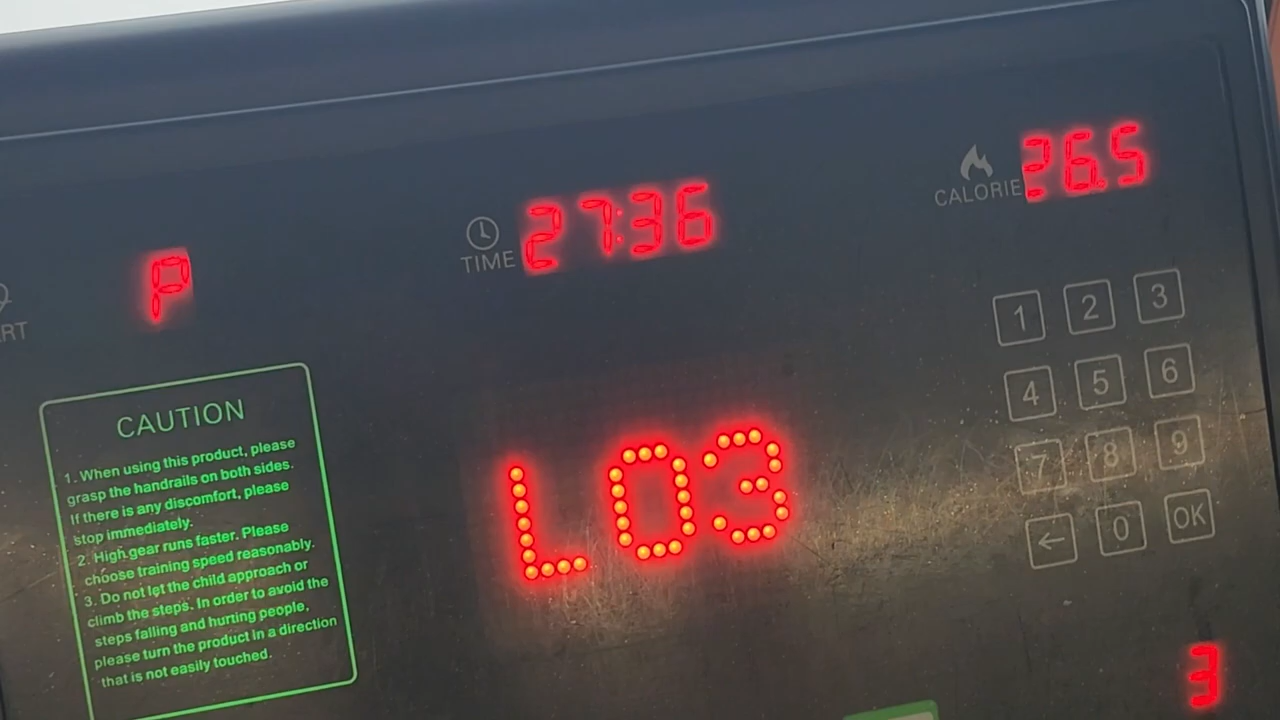 27:36
TIME
CALORIE
26.5
P
RT
CAUTION
1. When using this product, please
grasp the handrails on both sides.
If there is any discomfort, please
stop immediately.
2. High gear runs faster. Please
choose training speed reasonably.
3. Do not let the child approach or
climb the steps. In order to avoid the
steps falling and hurting people,
please turn the product in a direction
that is not easily touched.
L03
1 2 3
4 5 6
7 8 9
← 0 OK
3